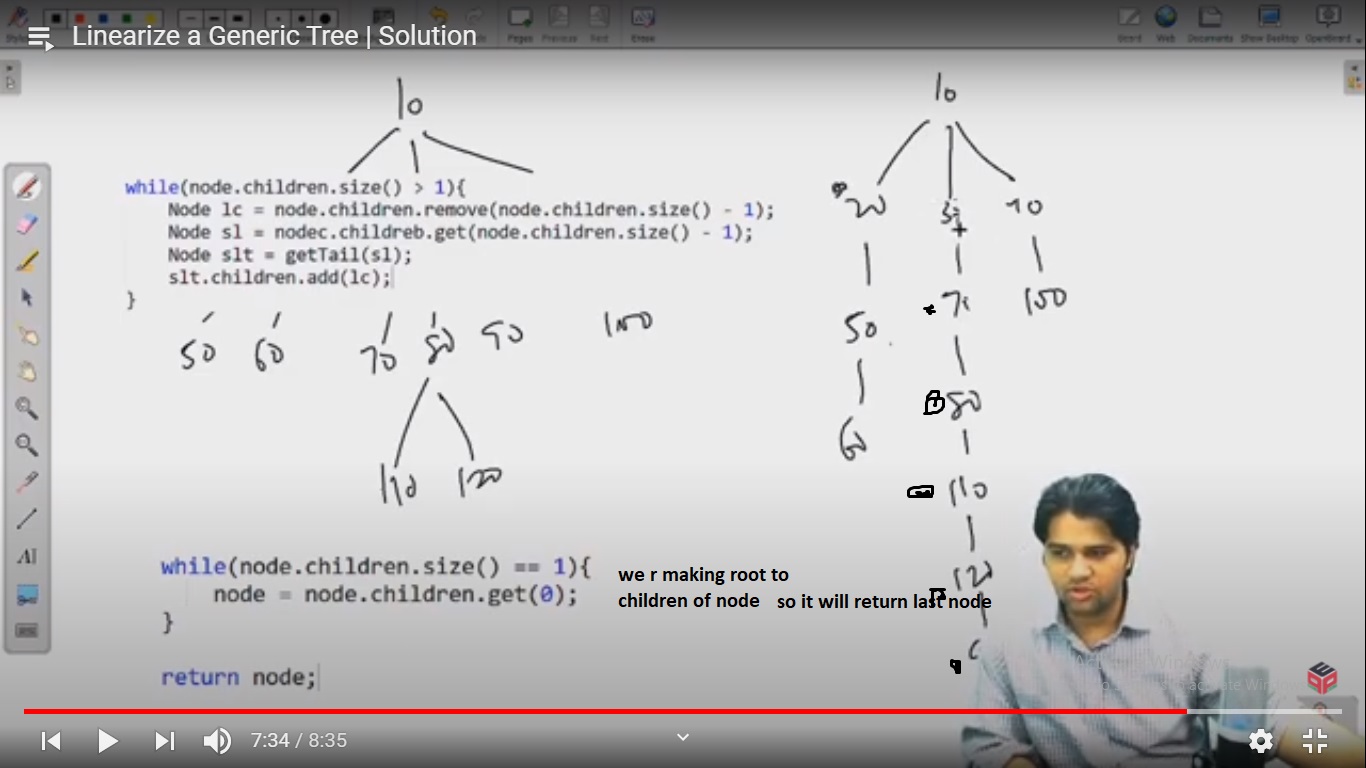 Linearize a Generic Tree | Solution
Pages
Erase
Board
Web
Documents
Show Desktop
OpenBoard
10
while(node.children.size() > 1){
Node lc = node.children.remove(node.children.size() - 1);
Node sl = nodec.childreb.get(node.children.size() - 1);
Node slt = getTail(sl);
slt.children.add(lc);
}
50 60 70 80 90 100
110 120
10
20
70 100
50
80
60
110
120
while(node.children.size() == 1){
node = node.children.get(0);
}
return node;
we r making root to
children of node so it will return last node
7:34 / 8:35